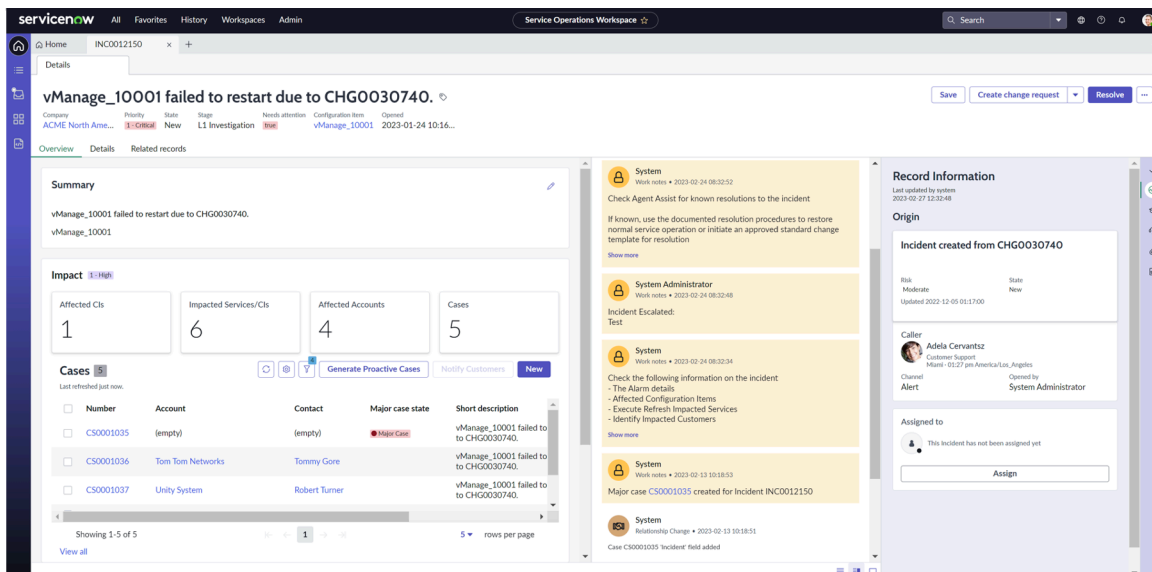 servicenow All Favorites History Workspaces Admin Service Operations Workspace Search
Home INC0012150 × +
Details
vManage_10001 failed to restart due to CHG0030740.
Save Create change request Resolve
Company Priority State Stage Needs attention Configuration item Opened
ACME North Ame... 1 - Critical New L1 Investigation true vManage_10001 2023-01-24 10:16...
Overview Details Related records
Summary
vManage_10001 failed to restart due to CHG0030740.
vManage_10001
Impact 1 - High
Affected CIs Impacted Services/CIs Affected Accounts Cases
1 6 4 5
Cases 5
Last refreshed just now.
4
Generate Proactive Cases Notify Customers New
Number Account Contact Major case state Short description
CS0001035 (empty) (empty) Major Case vManage_10001 failed to
to CHG0030740.
CS0001036 Tom Tom Networks Tommy Gore vManage_10001 failed to
to CHG0030740.
CS0001037 Unity System Robert Turner vManage_10001 failed to
to CHG0030740.
Showing 1-5 of 5 1 5 rows per page
View all
System
Work notes • 2023-02-24 08:32:52
Check Agent Assist for known resolutions to the incident
If known, use the documented resolution procedures to restore
normal service operation or initiate an approved standard change
template for resolution
Show more
System Administrator
Work notes • 2023-02-24 08:32:48
Incident Escalated:
Test
System
Work notes • 2023-02-24 08:32:34
Check the following information on the incident
- The Alarm details
- Affected Configuration Items
- Execute Refresh Impacted Services
- Identify Impacted Customers
Show more
System
Work notes • 2023-02-13 10:18:53
Major case CS0001035 created for Incident INC0012150
System
Relationship Change • 2023-02-13 10:18:51
Case CS0001035 'Incident' field added
Record Information
Last updated by system
2023-02-27 12:32:48
Origin
Incident created from CHG0030740
Risk State
Moderate New
Updated 2022-12-05 01:17:00
Caller
Adela Cervantsz
Customer Support
Miami • 01:27 pm America/Los_Angeles
Channel Opened by
Alert System Administrator
Assigned to
This Incident has not been assigned yet
Assign